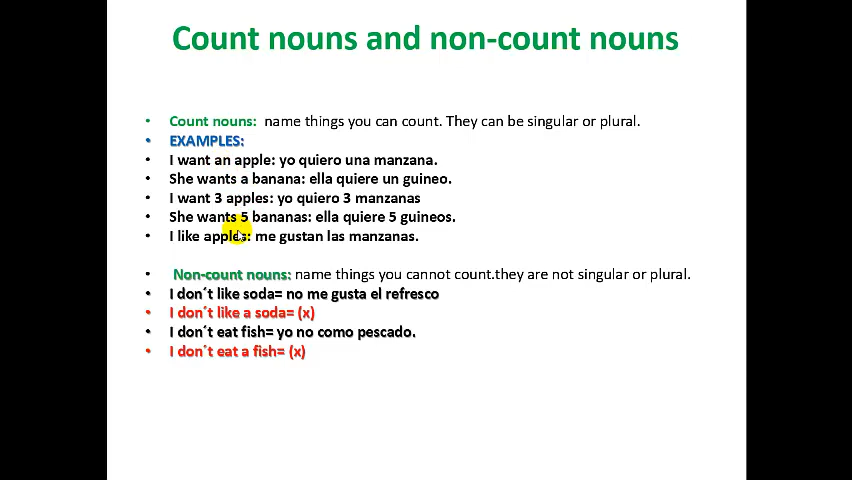 Count nouns and non-count nouns
• Count nouns: name things you can count. They can be singular or plural.
• EXAMPLES:
• I want an apple: yo quiero una manzana.
• She wants a banana: ella quiere un guineo.
• I want 3 apples: yo quiero 3 manzanas
• She wants 5 bananas: ella quiere 5 guineos.
• I like apples: me gustan las manzanas.
• Non-count nouns: name things you cannot count.they are not singular or plural.
• I don´t like soda= no me gusta el refresco
• I don´t like a soda= (x)
• I don´t eat fish= yo no como pescado.
• I don´t eat a fish= (x)